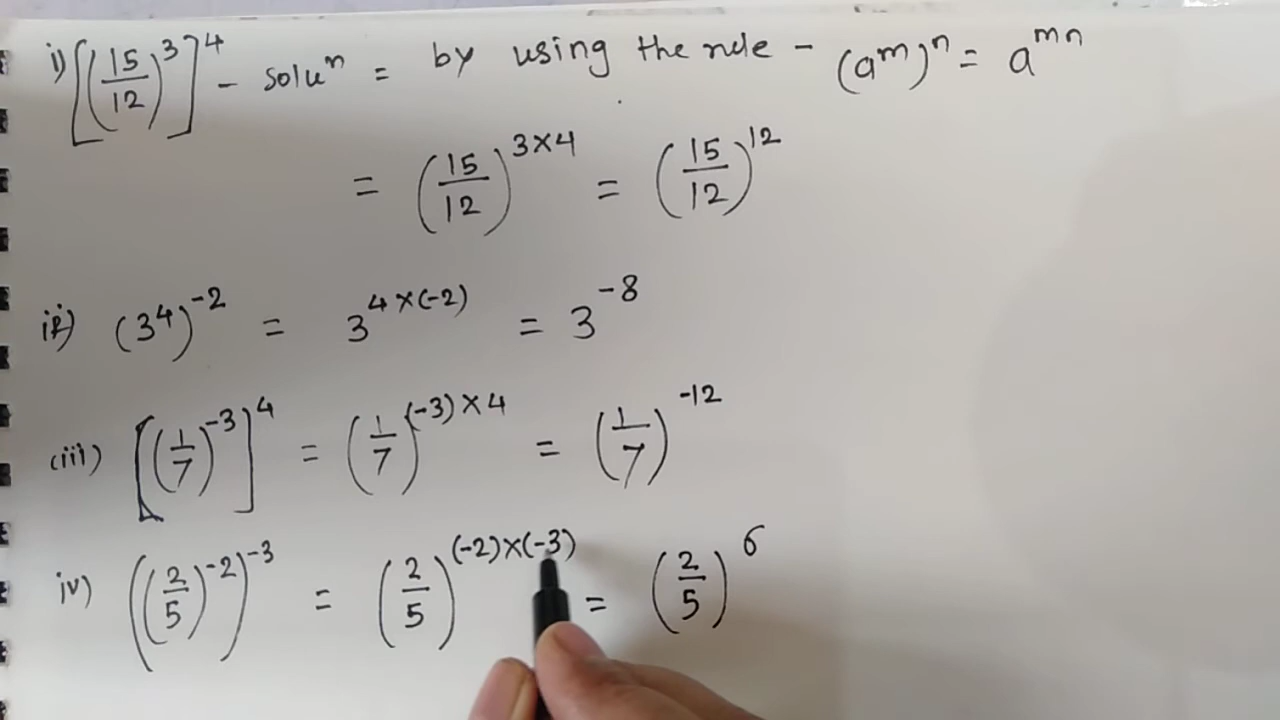 i) [(15/12)^3]^4 - solu^n = by using the rule - (a^m)^n = a^mn
= (15/12)^3×4 = (15/12)^12
ii) (3^4)^-2 = 3^4×(-2) = 3^-8
(iii) [(1/7)^-3]^4 = (1/7)^(-3)×4 = (1/7)^-12
iv) ((2/5)^-2)^-3 = (2/5)^(-2)×(-3) = (2/5)^6